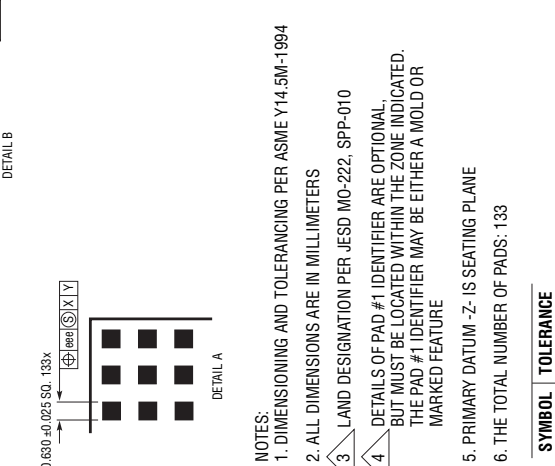 DETAIL B
0.630 ±0.025 SQ. 133x
⌖ eee Ⓢ X Y
DETAIL A
NOTES:
1. DIMENSIONING AND TOLERANCING PER ASME Y14.5M-1994
2. ALL DIMENSIONS ARE IN MILLIMETERS
3 LAND DESIGNATION PER JESD MO-222, SPP-010
4 DETAILS OF PAD #1 IDENTIFIER ARE OPTIONAL,
BUT MUST BE LOCATED WITHIN THE ZONE INDICATED.
THE PAD #1 IDENTIFIER MAY BE EITHER A MOLD OR
MARKED FEATURE
5. PRIMARY DATUM -Z- IS SEATING PLANE
6. THE TOTAL NUMBER OF PADS: 133
SYMBOL TOLERANCE